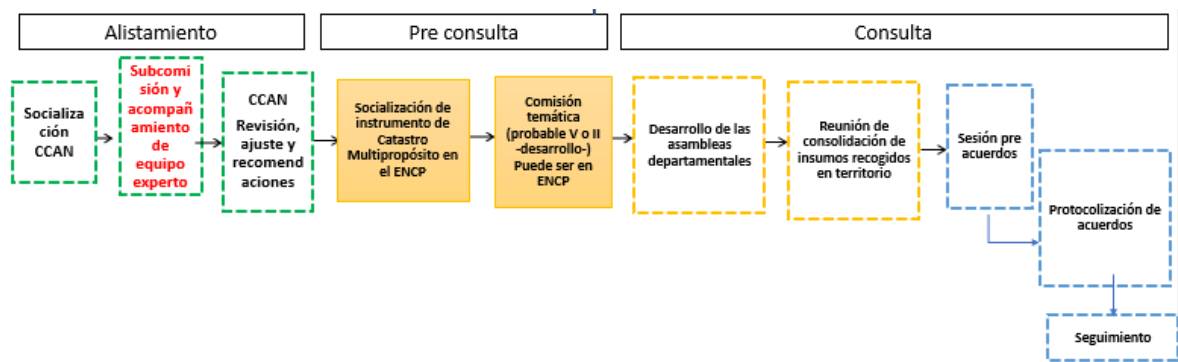 Alistamiento
Pre consulta
Consulta
Socializa
ción
CCAN
Subcomi
sión y
acompañ
amiento
de
equipo
experto
CCAN
Revisión,
ajuste y
recomend
aciones
Socialización de
instrumento de
Catastro
Multipropósito en
el ENCP
Comisión
temática
(probable V o II
-desarrollo-)
Puede ser en
ENCP
Desarrollo de las
asambleas
departamentales
Reunión de
consolidación de
insumos recogidos
en territorio
Sesión pre
acuerdos
Protocolización de
acuerdos
Seguimiento